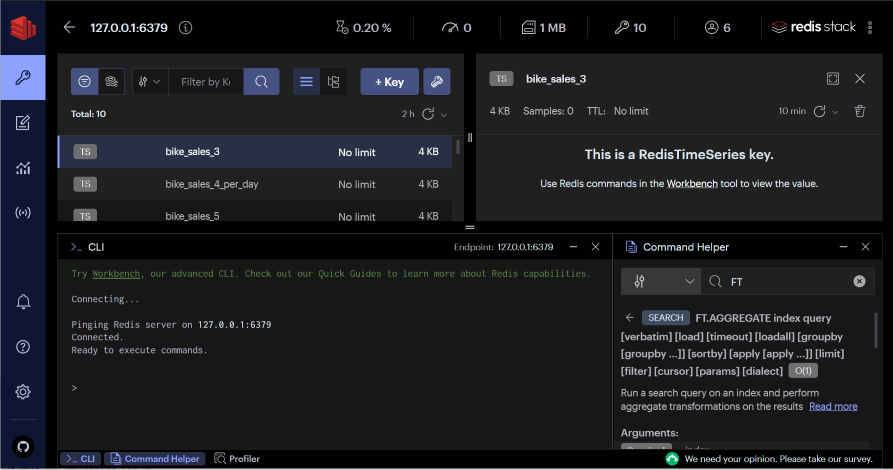 127.0.0.1:6379
0.20 %
0
1 MB
10
6
redis stack
Filter by Ke
+ Key
Total: 10
2 h
TS bike_sales_3 No limit 4 KB
TS bike_sales_4_per_day No limit 4 KB
TS bike_sales_5 No limit 4 KB
TS bike_sales_3
4 KB Samples: 0 TTL: No limit
10 min
This is a RedisTimeSeries key.
Use Redis commands in the Workbench tool to view the value.
>_ CLI
Endpoint: 127.0.0.1:6379
Try Workbench, our advanced CLI. Check out our Quick Guides to learn more about Redis capabilities.
Connecting...
Pinging Redis server on 127.0.0.1:6379
Connected.
Ready to execute commands.
>
Command Helper
FT
SEARCH FT.AGGREGATE index query
[verbatim] [load] [timeout] [loadall] [groupby
[groupby ...]] [sortby] [apply [apply ...]] [limit]
[filter] [cursor] [params] [dialect] O(1)
Run a search query on an index and perform
aggregate transformations on the results Read more
Arguments:
>_ CLI
Command Helper
Profiler
We need your opinion. Please take our survey.